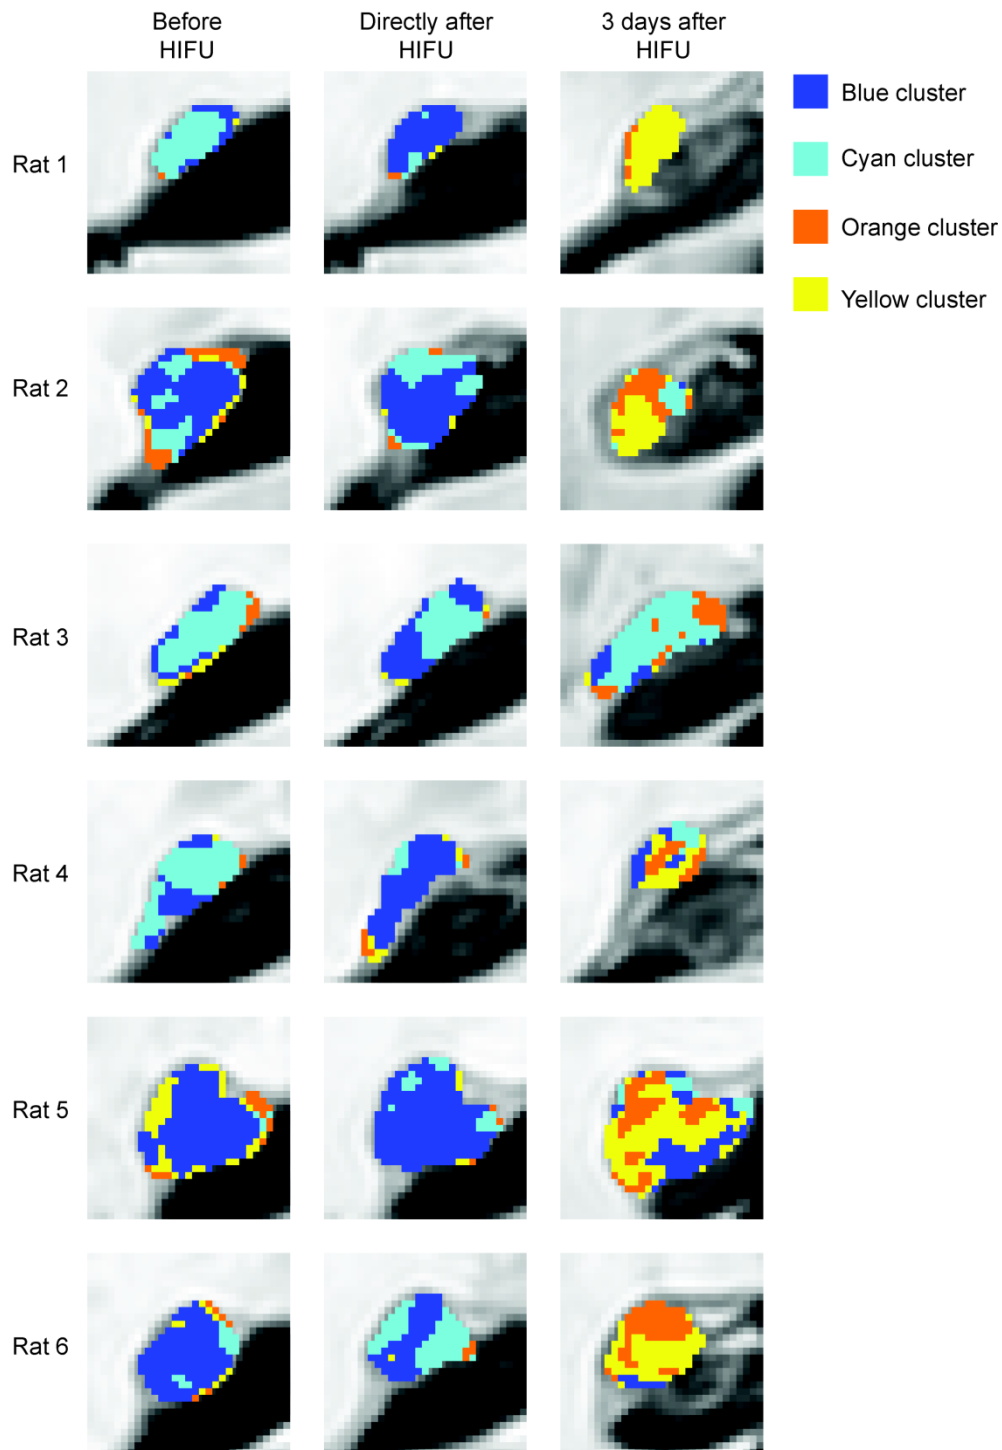 Before
HIFU
Directly after
HIFU
3 days after
HIFU
Blue cluster
Cyan cluster
Orange cluster
Yellow cluster
Rat 1
Rat 2
Rat 3
Rat 4
Rat 5
Rat 6